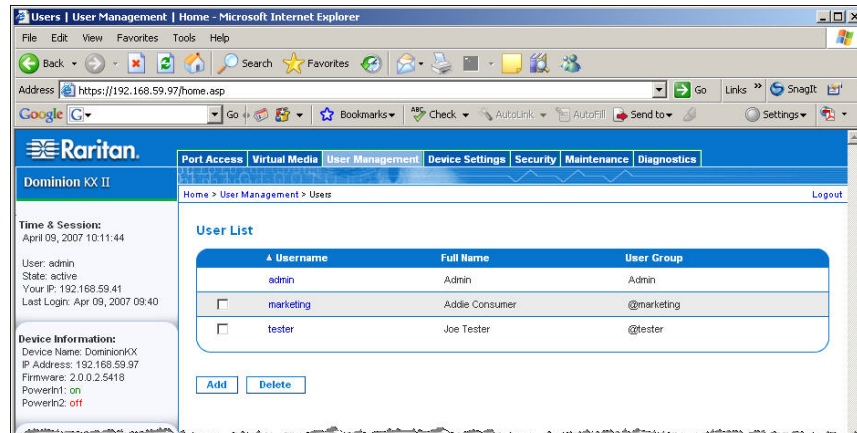 Users | User Management | Home - Microsoft Internet Explorer
File Edit View Favorites Tools Help
Back Search Favorites
Address https://192.168.59.97/home.asp Go Links » SnagIt
Google G Go Bookmarks ABC Check AutoLink AutoFill Send to Settings
Raritan.
Port Access Virtual Media User Management Device Settings Security Maintenance Diagnostics
Dominion KX II
Home > User Management > Users Logout
Time & Session:
April 09, 2007 10:11:44
User: admin
State: active
Your IP: 192.168.59.41
Last Login: Apr 09, 2007 09:40
Device Information:
Device Name: DominionKX
IP Address: 192.168.59.97
Firmware: 2.0.0.2.5418
PowerIn1: on
PowerIn2: off
User List
▲ Username Full Name User Group
admin Admin Admin
marketing Addie Consumer @marketing
tester Joe Tester @tester
Add Delete